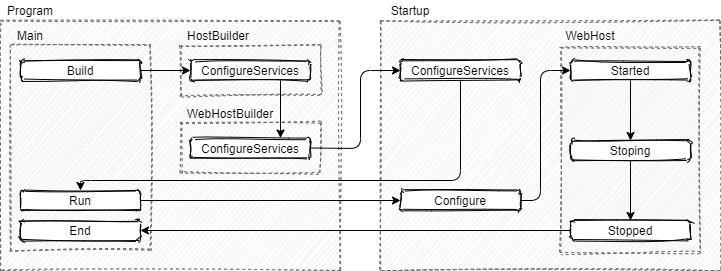 Program
Startup
Main
HostBuilder
WebHost
Build
ConfigureServices
ConfigureServices
Started
WebHostBuilder
ConfigureServices
Stoping
Run
Configure
End
Stopped